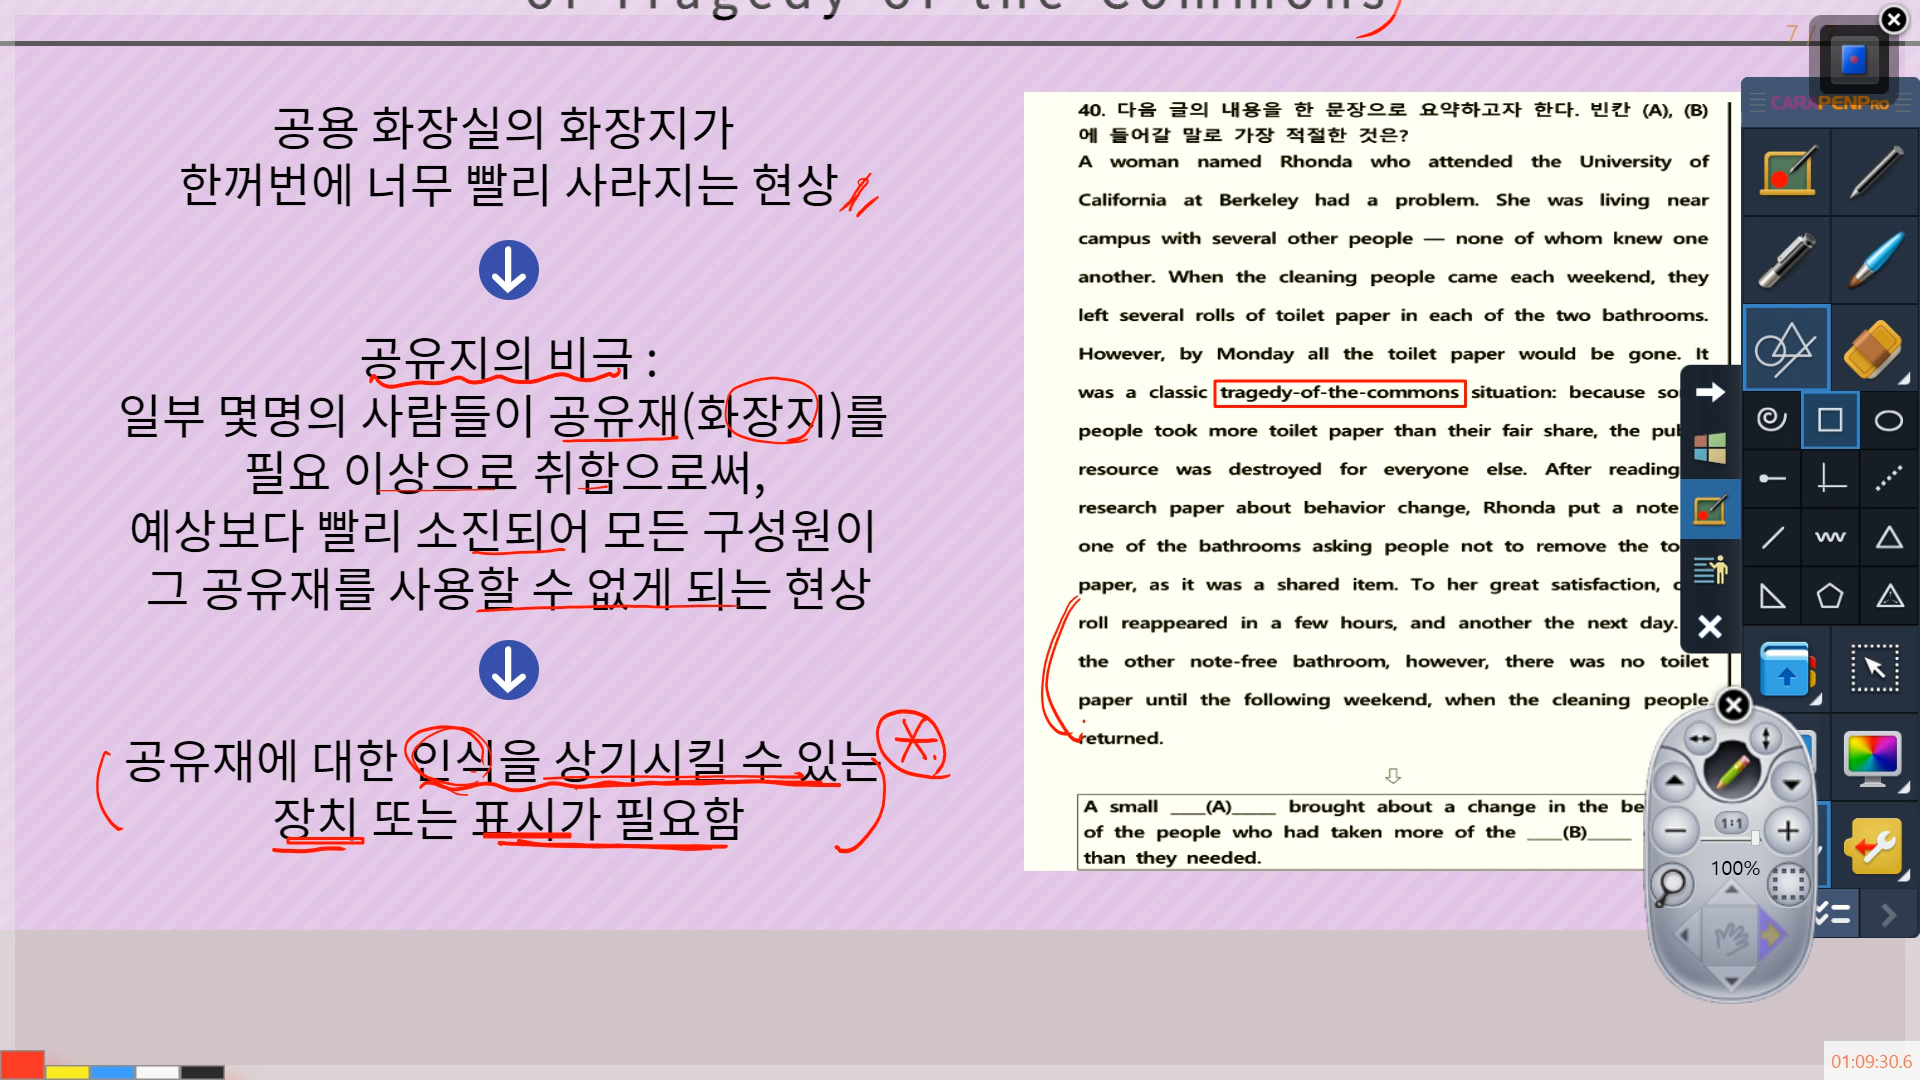 of Tragedy of the Commons)
7 /
공용 화장실의 화장지가
한꺼번에 너무 빨리 사라지는 현상
공유지의 비극 :
일부 몇명의 사람들이 공유재(화장지)를
필요 이상으로 취함으로써,
예상보다 빨리 소진되어 모든 구성원이
그 공유재를 사용할 수 없게 되는 현상
공유재에 대한 인식을 상기시킬 수 있는
장치 또는 표시가 필요함
40. 다음 글의 내용을 한 문장으로 요약하고자 한다. 빈칸 (A), (B)
에 들어갈 말로 가장 적절한 것은?
A woman named Rhonda who attended the University of
California at Berkeley had a problem. She was living near
campus with several other people — none of whom knew one
another. When the cleaning people came each weekend, they
left several rolls of toilet paper in each of the two bathrooms.
However, by Monday all the toilet paper would be gone. It
was a classic tragedy-of-the-commons situation: because
people took more toilet paper than their fair share, the
resource was destroyed for everyone else. After reading
research paper about behavior change, Rhonda put a note
one of the bathrooms asking people not to remove the
paper, as it was a shared item. To her great satisfaction,
roll reappeared in a few hours, and another the next day.
the other note-free bathroom, however, there was no toilet
paper until the following weekend, when the cleaning people
returned.
A small ____(A)____ brought about a change in the
of the people who had taken more of the ____(B)____
than they needed.
CARAPENPRO
1:1
100%
01:09:30.6